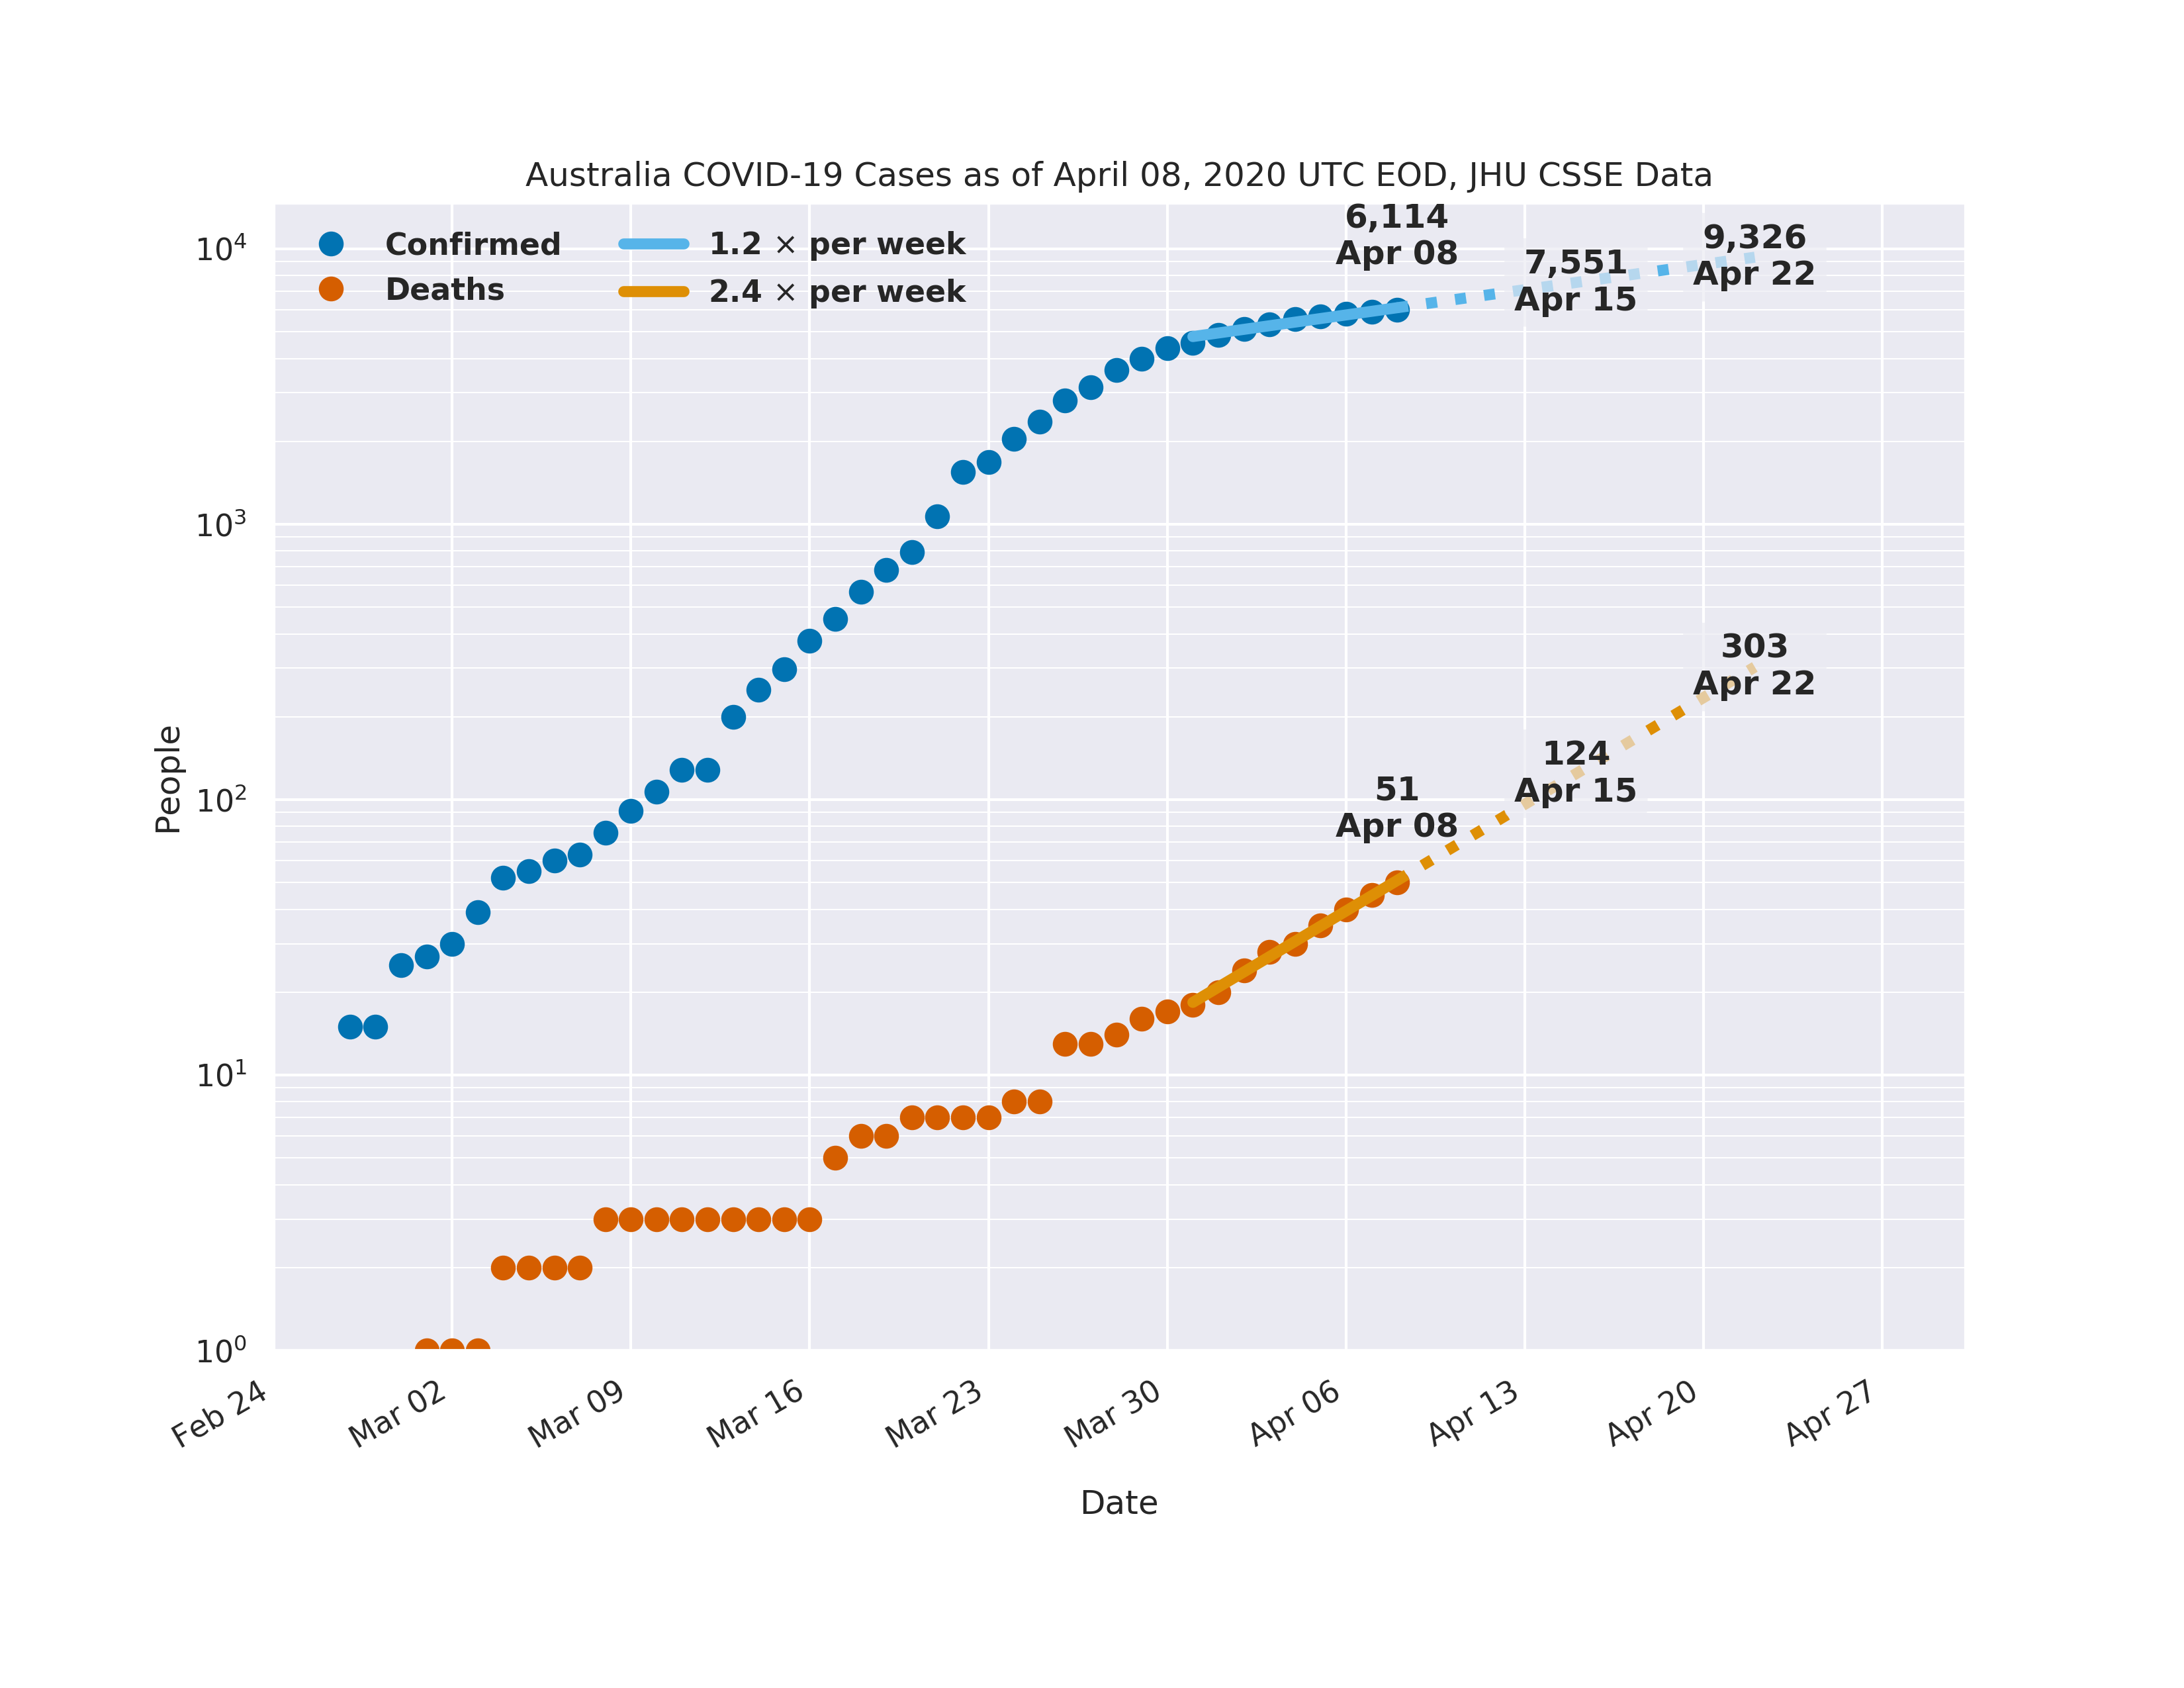 Australia COVID-19 Cases as of April 08, 2020 UTC EOD, JHU CSSE Data
Confirmed
Deaths
1.2 × per week
2.4 × per week
6,114
Apr 08
7,551
Apr 15
9,326
Apr 22
303
Apr 22
124
Apr 15
51
Apr 08
People
10⁴
10³
10²
10¹
10⁰
Feb 24
Mar 02
Mar 09
Mar 16
Mar 23
Mar 30
Apr 06
Apr 13
Apr 20
Apr 27
Date